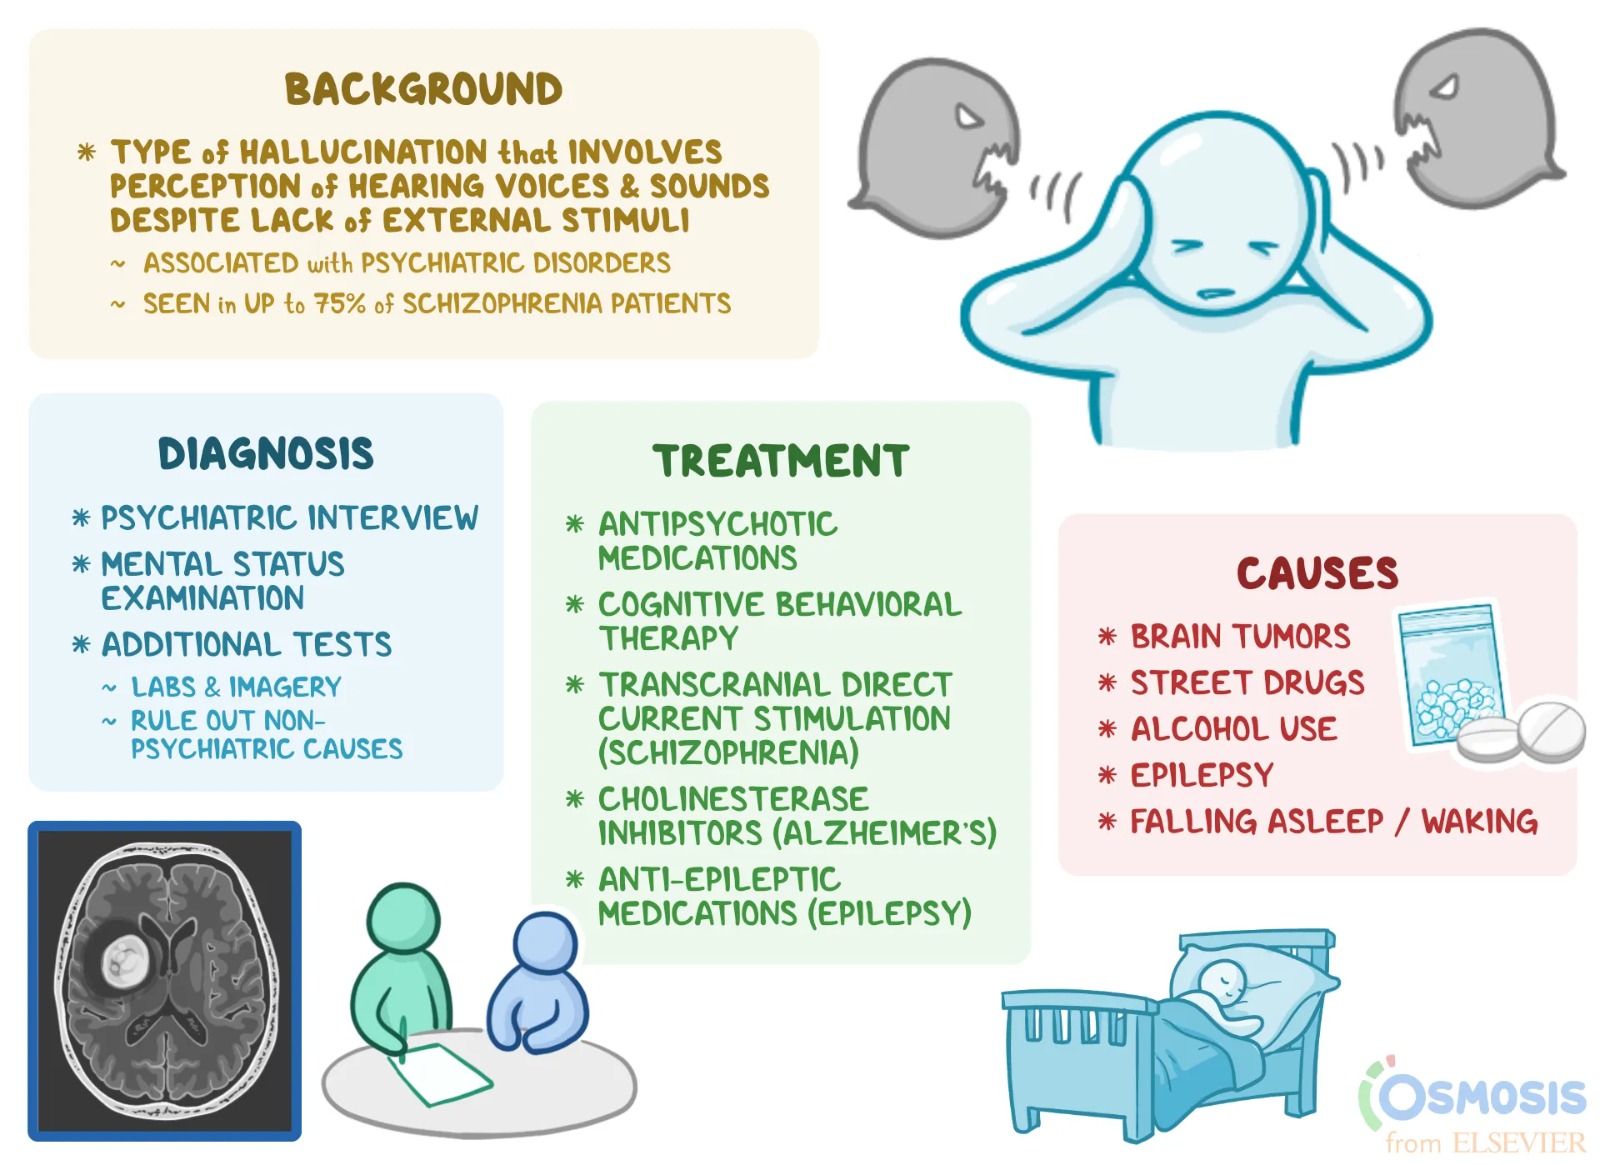 BACKGROUND
* TYPE of HALLUCINATION that INVOLVES
PERCEPTION of HEARING VOICES & SOUNDS
DESPITE LACK of EXTERNAL STIMULI
~ ASSOCIATED with PSYCHIATRIC DISORDERS
~ SEEN in UP to 75% of SCHIZOPHRENIA PATIENTS
DIAGNOSIS
* PSYCHIATRIC INTERVIEW
* MENTAL STATUS
EXAMINATION
* ADDITIONAL TESTS
~ LABS & IMAGERY
~ RULE OUT NON-
PSYCHIATRIC CAUSES
TREATMENT
* ANTIPSYCHOTIC
MEDICATIONS
* COGNITIVE BEHAVIORAL
THERAPY
* TRANSCRANIAL DIRECT
CURRENT STIMULATION
(SCHIZOPHRENIA)
* CHOLINESTERASE
INHIBITORS (ALZHEIMER'S)
* ANTI-EPILEPTIC
MEDICATIONS (EPILEPSY)
CAUSES
* BRAIN TUMORS
* STREET DRUGS
* ALCOHOL USE
* EPILEPSY
* FALLING ASLEEP / WAKING
OSMOSIS
from ELSEVIER